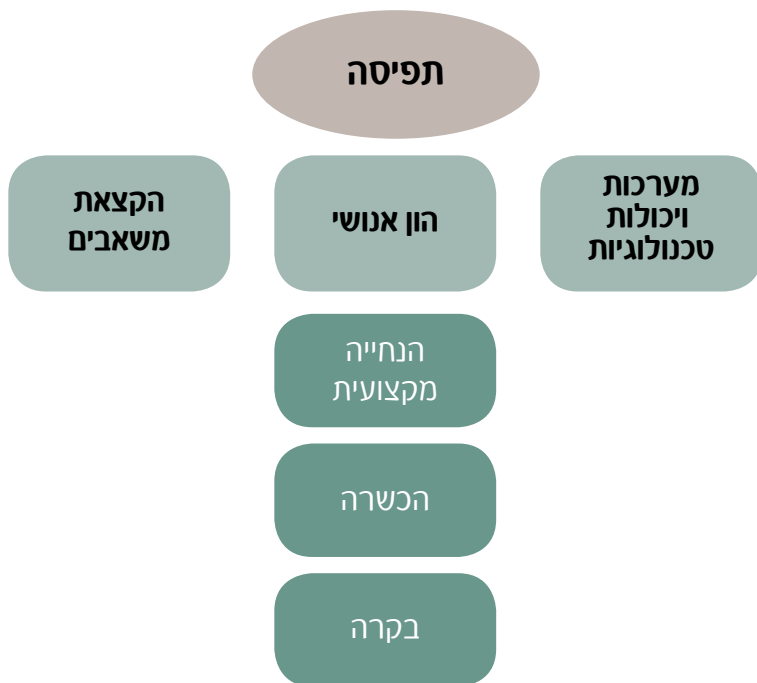 תפיסה
מערכות
ויכולות
טכנולוגיות
הון אנושי
הקצאת
משאבים
הנחייה
מקצועית
הכשרה
בקרה